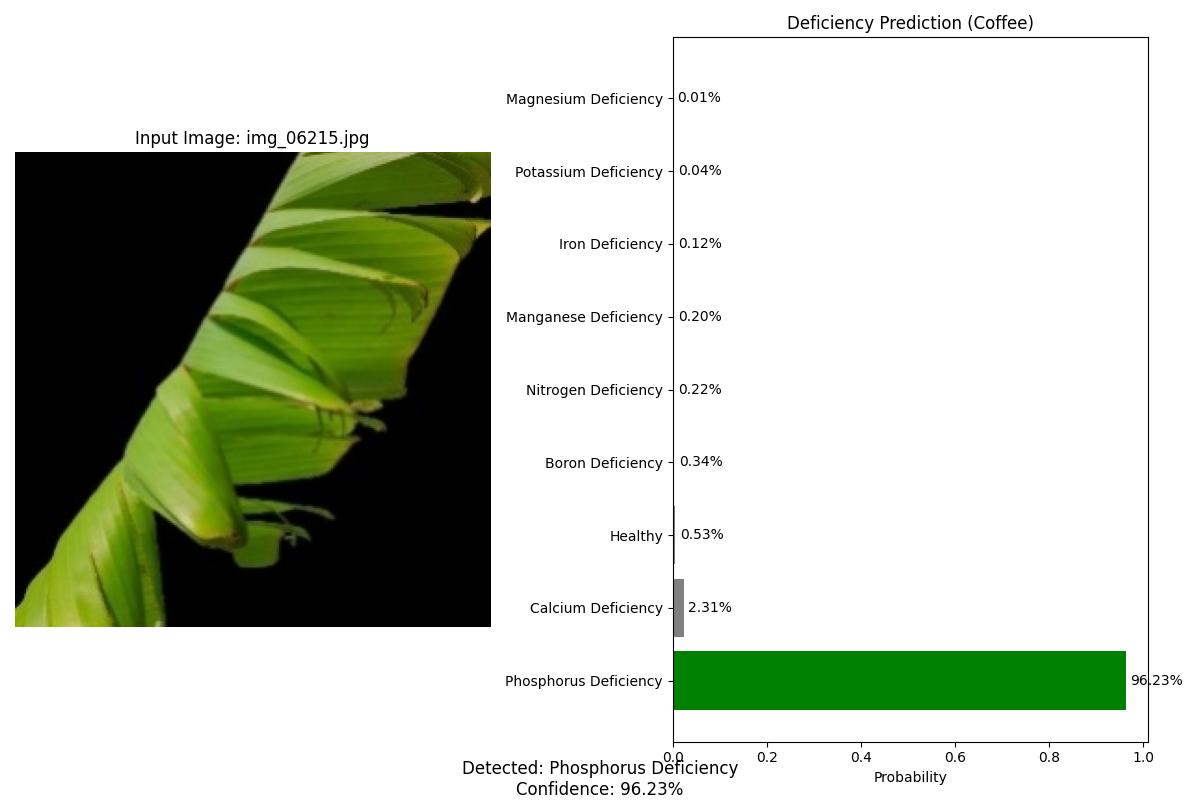 Deficiency Prediction (Coffee)
Input Image: img_06215.jpg
Magnesium Deficiency 0.01%
Potassium Deficiency 0.04%
Iron Deficiency 0.12%
Manganese Deficiency 0.20%
Nitrogen Deficiency 0.22%
Boron Deficiency 0.34%
Healthy 0.53%
Calcium Deficiency 2.31%
Phosphorus Deficiency 96.23%
0.0 0.2 0.4 0.6 0.8 1.0
Probability
Detected: Phosphorus Deficiency
Confidence: 96.23%